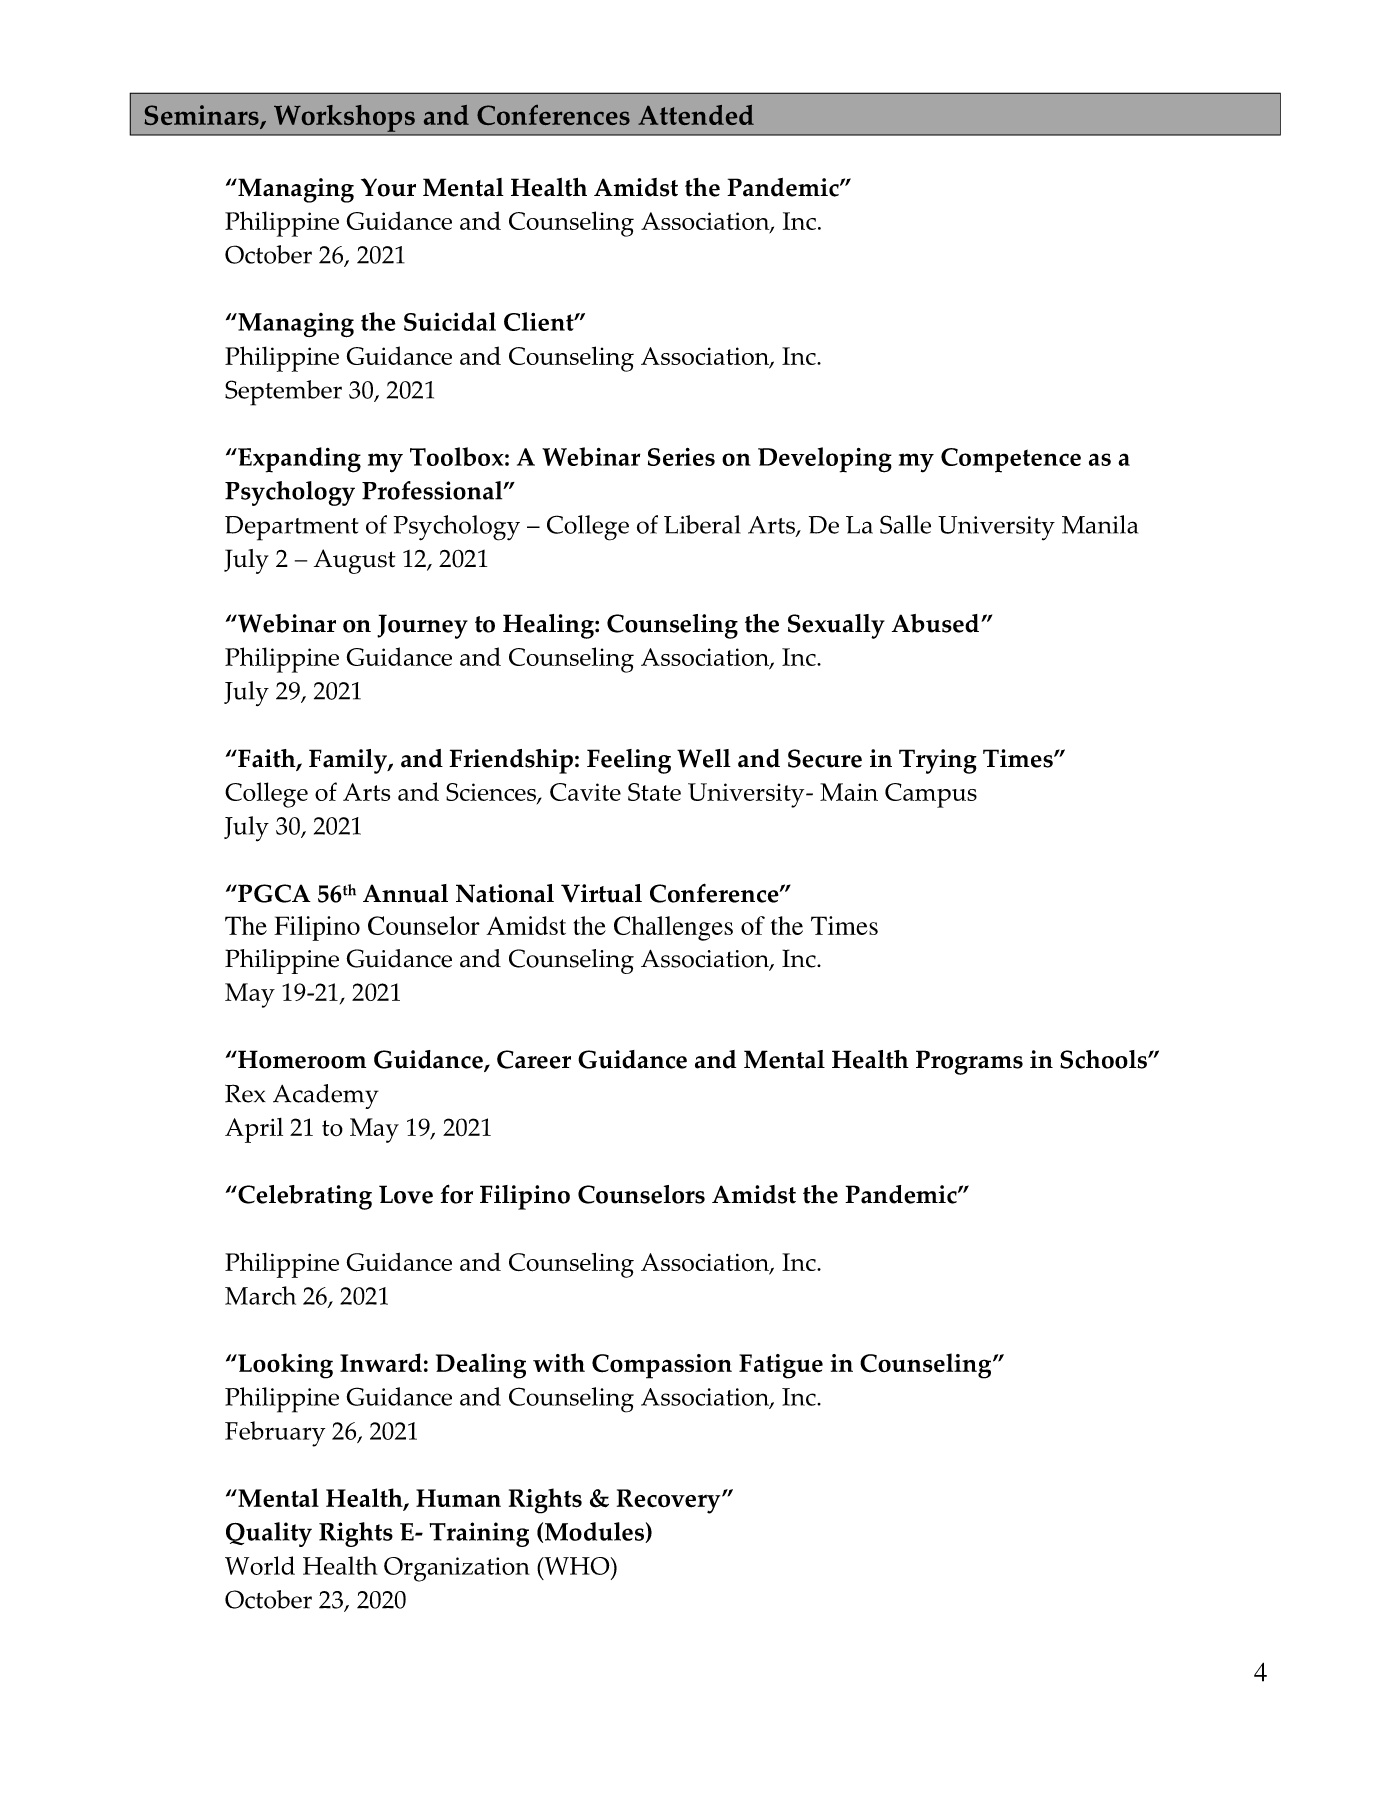 Seminars, Workshops and Conferences Attended
“Managing Your Mental Health Amidst the Pandemic”
Philippine Guidance and Counseling Association, Inc.
October 26, 2021
“Managing the Suicidal Client”
Philippine Guidance and Counseling Association, Inc.
September 30, 2021
“Expanding my Toolbox: A Webinar Series on Developing my Competence as a
Psychology Professional”
Department of Psychology – College of Liberal Arts, De La Salle University Manila
July 2 – August 12, 2021
“Webinar on Journey to Healing: Counseling the Sexually Abused”
Philippine Guidance and Counseling Association, Inc.
July 29, 2021
“Faith, Family, and Friendship: Feeling Well and Secure in Trying Times”
College of Arts and Sciences, Cavite State University- Main Campus
July 30, 2021
“PGCA 56th Annual National Virtual Conference”
The Filipino Counselor Amidst the Challenges of the Times
Philippine Guidance and Counseling Association, Inc.
May 19-21, 2021
“Homeroom Guidance, Career Guidance and Mental Health Programs in Schools”
Rex Academy
April 21 to May 19, 2021
“Celebrating Love for Filipino Counselors Amidst the Pandemic”
Philippine Guidance and Counseling Association, Inc.
March 26, 2021
“Looking Inward: Dealing with Compassion Fatigue in Counseling”
Philippine Guidance and Counseling Association, Inc.
February 26, 2021
“Mental Health, Human Rights & Recovery”
Quality Rights E- Training (Modules)
World Health Organization (WHO)
October 23, 2020
4